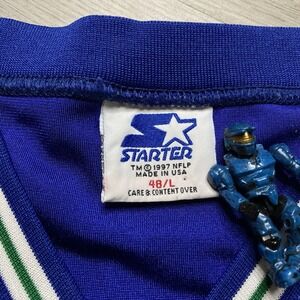 STARTER
TM © 1997 NFLP
MADE IN USA
48/L
CARE & CONTENT OVER